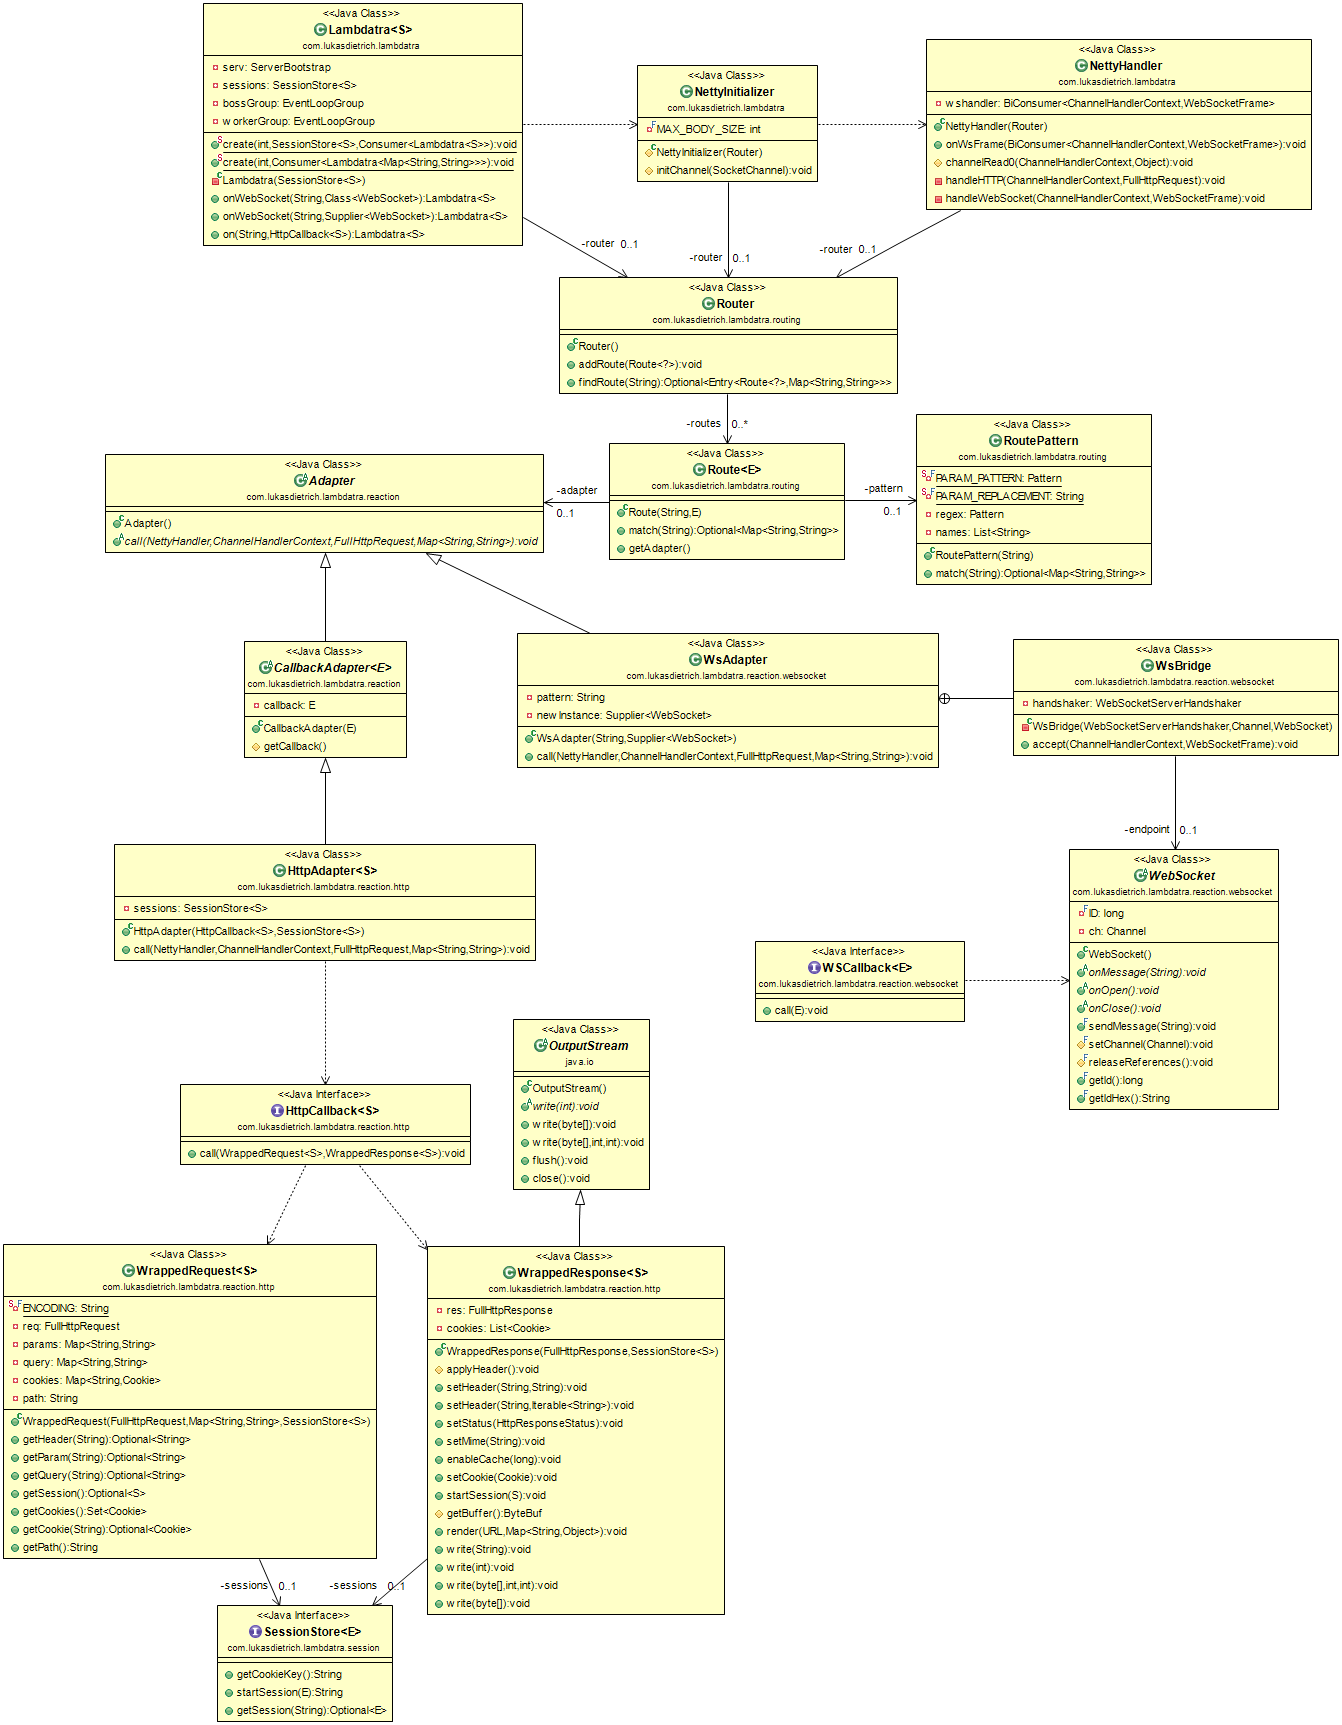 <<Java Class>>
Lambdatra<S>
com.lukasdietrich.lambdatra
serv: ServerBootstrap
sessions: SessionStore<S>
bossGroup: EventLoopGroup
workerGroup: EventLoopGroup
create(int,SessionStore<S>,Consumer<Lambdatra<S>>):void
create(int,Consumer<Lambdatra<Map<String,String>>>):void
Lambdatra(SessionStore<S>)
onWebSocket(String,Class<WebSocket>):Lambdatra<S>
onWebSocket(String,Supplier<WebSocket>):Lambdatra<S>
on(String,HttpCallback<S>):Lambdatra<S>
<<Java Class>>
NettyInitializer
com.lukasdietrich.lambdatra
MAX_BODY_SIZE: int
NettyInitializer(Router)
initChannel(SocketChannel):void
<<Java Class>>
NettyHandler
com.lukasdietrich.lambdatra
wshandler: BiConsumer<ChannelHandlerContext,WebSocketFrame>
NettyHandler(Router)
onWsFrame(BiConsumer<ChannelHandlerContext,WebSocketFrame>):void
channelRead0(ChannelHandlerContext,Object):void
handleHTTP(ChannelHandlerContext,FullHttpRequest):void
handleWebSocket(ChannelHandlerContext,WebSocketFrame):void
-router 0..1
-router 0..1
-router 0..1
<<Java Class>>
Router
com.lukasdietrich.lambdatra.routing
Router()
addRoute(Route<?>):void
findRoute(String):Optional<Entry<Route<?>,Map<String,String>>>
-routes 0..*
<<Java Class>>
Adapter
com.lukasdietrich.lambdatra.reaction
Adapter()
call(NettyHandler,ChannelHandlerContext,FullHttpRequest,Map<String,String>):void
-adapter
0..1
<<Java Class>>
Route<E>
com.lukasdietrich.lambdatra.routing
Route(String,E)
match(String):Optional<Map<String,String>>
getAdapter()
-pattern
0..1
<<Java Class>>
RoutePattern
com.lukasdietrich.lambdatra.routing
PARAM_PATTERN: Pattern
PARAM_REPLACEMENT: String
regex: Pattern
names: List<String>
RoutePattern(String)
match(String):Optional<Map<String,String>>
<<Java Class>>
CallbackAdapter<E>
com.lukasdietrich.lambdatra.reaction
callback: E
CallbackAdapter(E)
getCallback()
<<Java Class>>
WsAdapter
com.lukasdietrich.lambdatra.reaction.websocket
pattern: String
newInstance: Supplier<WebSocket>
WsAdapter(String,Supplier<WebSocket>)
call(NettyHandler,ChannelHandlerContext,FullHttpRequest,Map<String,String>):void
<<Java Class>>
WsBridge
com.lukasdietrich.lambdatra.reaction.websocket
handshaker: WebSocketServerHandshaker
WsBridge(WebSocketServerHandshaker,Channel,WebSocket)
accept(ChannelHandlerContext,WebSocketFrame):void
-endpoint 0..1
<<Java Class>>
HttpAdapter<S>
com.lukasdietrich.lambdatra.reaction.http
sessions: SessionStore<S>
HttpAdapter(HttpCallback<S>,SessionStore<S>)
call(NettyHandler,ChannelHandlerContext,FullHttpRequest,Map<String,String>):void
<<Java Class>>
WebSocket
com.lukasdietrich.lambdatra.reaction.websocket
ID: long
ch: Channel
WebSocket()
onMessage(String):void
onOpen():void
onClose():void
sendMessage(String):void
setChannel(Channel):void
releaseReferences():void
getId():long
getIdHex():String
<<Java Interface>>
WSCallback<E>
com.lukasdietrich.lambdatra.reaction.websocket
call(E):void
<<Java Class>>
OutputStream
java.io
OutputStream()
write(int):void
write(byte[]):void
write(byte[],int,int):void
flush():void
close():void
<<Java Interface>>
HttpCallback<S>
com.lukasdietrich.lambdatra.reaction.http
call(WrappedRequest<S>,WrappedResponse<S>):void
<<Java Class>>
WrappedRequest<S>
com.lukasdietrich.lambdatra.reaction.http
ENCODING: String
req: FullHttpRequest
params: Map<String,String>
query: Map<String,String>
cookies: Map<String,Cookie>
path: String
WrappedRequest(FullHttpRequest,Map<String,String>,SessionStore<S>)
getHeader(String):Optional<String>
getParam(String):Optional<String>
getQuery(String):Optional<String>
getSession():Optional<S>
getCookies():Set<Cookie>
getCookie(String):Optional<Cookie>
getPath():String
<<Java Class>>
WrappedResponse<S>
com.lukasdietrich.lambdatra.reaction.http
res: FullHttpResponse
cookies: List<Cookie>
WrappedResponse(FullHttpResponse,SessionStore<S>)
applyHeader():void
setHeader(String,String):void
setHeader(String,Iterable<String>):void
setStatus(HttpResponseStatus):void
setMime(String):void
enableCache(long):void
setCookie(Cookie):void
startSession(S):void
getBuffer():ByteBuf
render(URL,Map<String,Object>):void
write(String):void
write(int):void
write(byte[],int,int):void
write(byte[]):void
-sessions 0..1
-sessions 0..1
<<Java Interface>>
SessionStore<E>
com.lukasdietrich.lambdatra.session
getCookieKey():String
startSession(E):String
getSession(String):Optional<E>